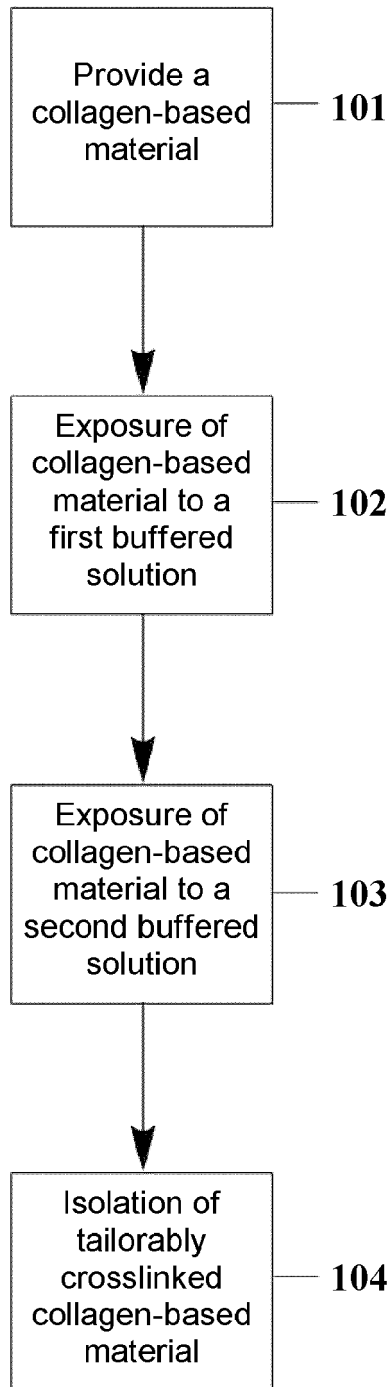 Provide a
collagen-based
material
101
Exposure of
collagen-based
material to a
first buffered
solution
102
Exposure of
collagen-based
material to a
second buffered
solution
103
Isolation of
tailorably
crosslinked
collagen-based
material
104